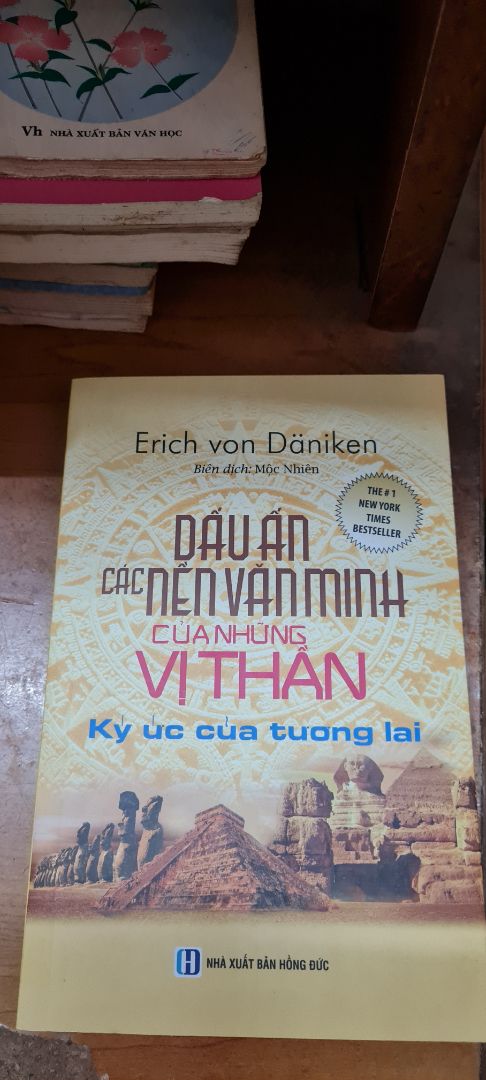 Vh NHÀ XUẤT BẢN VĂN HỌC
Erich von Däniken
Biên dịch: Mộc Nhiên
THE # 1
NEW YORK
TIMES
BESTSELLER
DẤU ẤN
CÁC NỀN VĂN MINH
CỦA NHỮNG
VỊ THẦN
Ký ức của tương lai
NHÀ XUẤT BẢN HỒNG ĐỨC